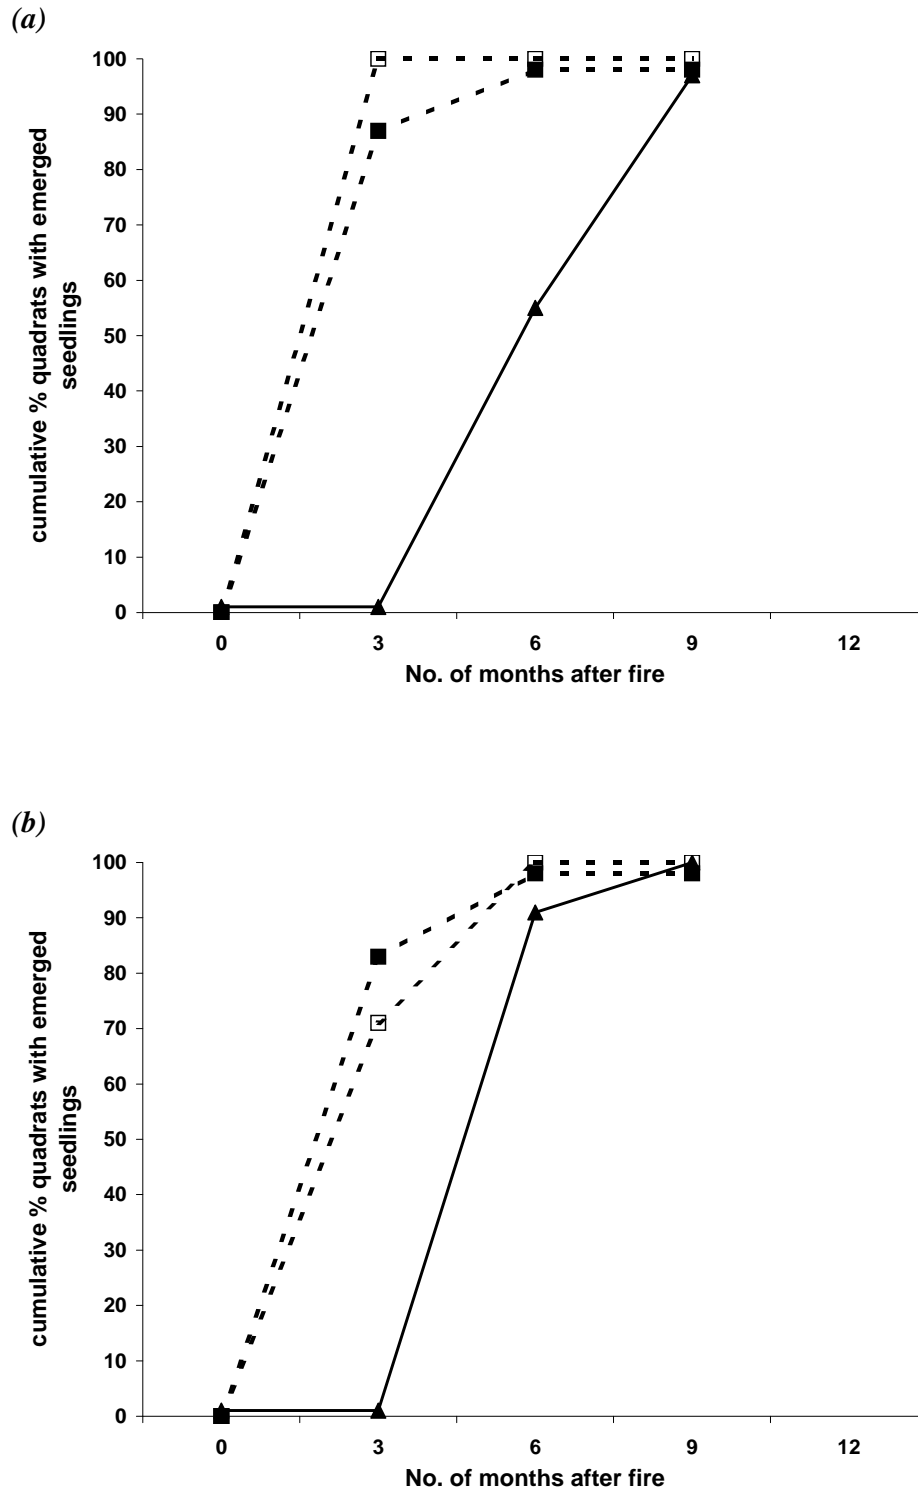 (a)
100
90
80
70
60
50
40
30
20
10
0
cumulative % quadrats with emerged
seedlings
0 3 6 9 12
No. of months after fire
(b)
100
90
80
70
60
50
40
30
20
10
0
cumulative % quadrats with emerged
seedlings
0 3 6 9 12
No. of months after fire